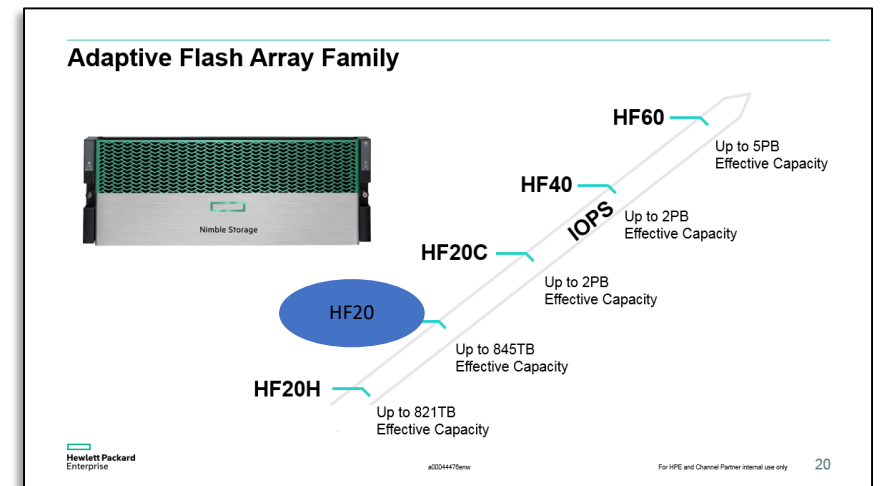 Adaptive Flash Array Family
HF60
Up to 5PB
Effective Capacity
HF40
IOPS
Up to 2PB
Effective Capacity
Nimble Storage
HF20C
Up to 2PB
Effective Capacity
HF20
Up to 845TB
Effective Capacity
HF20H
Up to 821TB
Effective Capacity
Hewlett Packard
Enterprise
a00044476enw
For HPE and Channel Partner internal use only
20